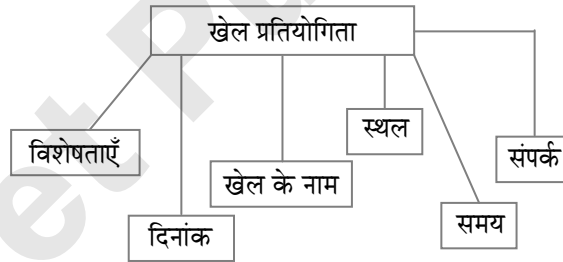 खेल प्रतियोगिता
विशेषताएँ
दिनांक
खेल के नाम
स्थल
समय
संपर्क